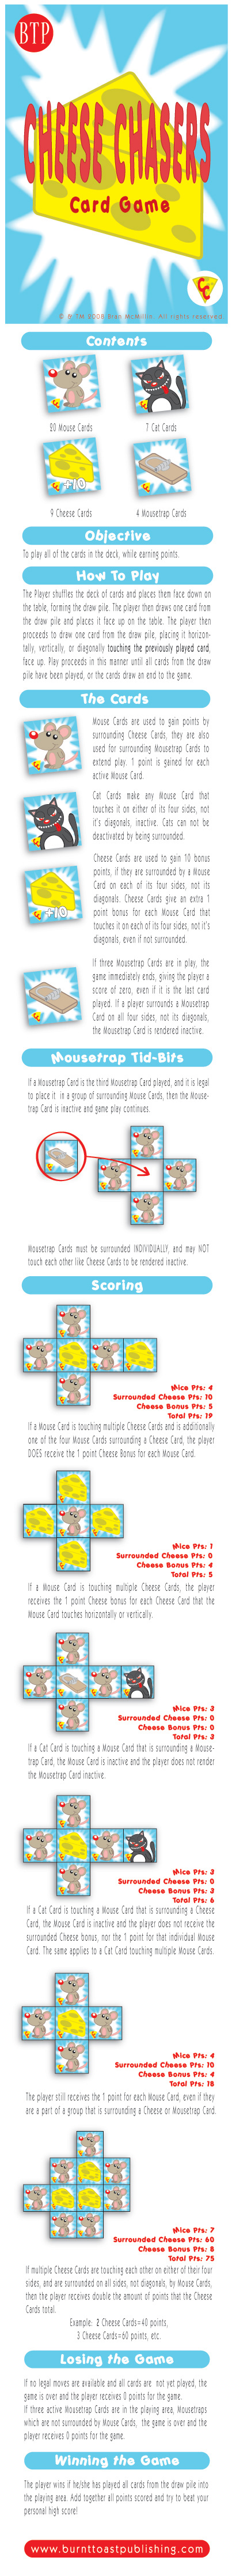 BTP
CHEESE CHASERS
Card Game
© & TM 2008 Brian McMillin. All rights reserved
CC
Contents
20 Mouse Cards
7 Cat Cards
+10
9 Cheese Cards
4 Mousetrap Cards
Objective
To play all of the cards in the deck, while earning points.
How To Play
The Player shuffles the deck of cards and places them face down on
the table, forming the draw pile. The player then draws one card from
the draw pile and places it face up on the table. The player then
proceeds to draw one card from the draw pile, placing it horizon-
tally, vertically, or diagonally touching the previously played card,
face up. Play proceeds in this manner until all cards from the draw
pile have been played, or the cards draw an end to the game.
The Cards
Mouse Cards are used to gain points by
surrounding Cheese Cards, they are also
used for surrounding Mousetrap Cards to
extend play. 1 point is gained for each
active Mouse Card.
Cat Cards make any Mouse Card that
touches it on either of its four sides, not
it's diagonals, inactive. Cats can not be
deactivated by being surrounded.
+10
Cheese Cards are used to gain 10 bonus
points, if they are surrounded by a Mouse
Card on each of its four sides, not its
diagonals. Cheese Cards give an extra 1
point bonus for each Mouse Card that
touches it on each of its four sides, not it's
diagonals, even if not surrounded.
If three Mousetrap Cards are in play, the
game immediately ends, giving the player a
score of zero, even if it is the last card
played. If a player surrounds a Mousetrap
Card on all four sides, not its diagonals,
the Mousetrap Card is rendered inactive.
Mousetrap Tid-Bits
If a Mousetrap Card is the third Mousetrap Card played, and it is legal
to place it in a group of surrounding Mouse Cards, then the Mouse-
trap Card is inactive and game play continues.
Mousetrap Cards must be surrounded INDIVIDUALLY, and may NOT
touch each other like Cheese Cards to be rendered inactive.
Scoring
Mice Pts: 4
Surrounded Cheese Pts: 10
Cheese Bonus Pts: 5
Total Pts: 19
If a Mouse Card is touching multiple Cheese Cards and is additionally
one of the four Mouse Cards surrounding a Cheese Card, the player
DOES receive the 1 point Cheese Bonus for each Mouse Card.
Mice Pts: 1
Surrounded Cheese Pts: 0
Cheese Bonus Pts: 4
Total Pts: 5
If a Mouse Card is touching multiple Cheese Cards, the player
receives the 1 point Cheese bonus for each Cheese Card that the
Mouse Card touches horizontally or vertically.
Mice Pts: 3
Surrounded Cheese Pts: 0
Cheese Bonus Pts: 0
Total Pts: 3
If a Cat Card is touching a Mouse Card that is surrounding a Mouse-
trap Card, the Mouse Card is inactive and the player does not render
the Mousetrap Card inactive.
Mice Pts: 3
Surrounded Cheese Pts: 0
Cheese Bonus Pts: 3
Total Pts: 6
If a Cat Card is touching a Mouse Card that is surrounding a Cheese
Card, the Mouse Card is inactive and the player does not receive the
surrounded Cheese bonus, nor the 1 point for that individual Mouse
Card. The same applies to a Cat Card touching multiple Mouse Cards.
Mice Pts: 4
Surrounded Cheese Pts: 10
Cheese Bonus Pts: 4
Total Pts: 18
The player still receives the 1 point for each Mouse Card, even if they
are a part of a group that is surrounding a Cheese or Mousetrap Card.
Mice Pts: 7
Surrounded Cheese Pts: 60
Cheese Bonus Pts: 8
Total Pts: 75
If multiple Cheese Cards are touching each other on either of their four
sides, and are surrounded on all sides, not diagonals, by Mouse Cards,
then the player receives double the amount of points that the Cheese
Cards total.
Example: 2 Cheese Cards=40 points,
3 Cheese Cards=60 points, etc.
Losing the Game
If no legal moves are available and all cards are not yet played, the
game is over and the player receives 0 points for the game.
If three active Mousetrap Cards are in the playing area, Mousetraps
which are not surrounded by Mouse Cards, the game is over and the
player receives 0 points for the game.
Winning the Game
The player wins if he/she has played all cards from the draw pile into
the playing area. Add together all points scored and try to beat your
personal high score!
www.burnttoastpublishing.com